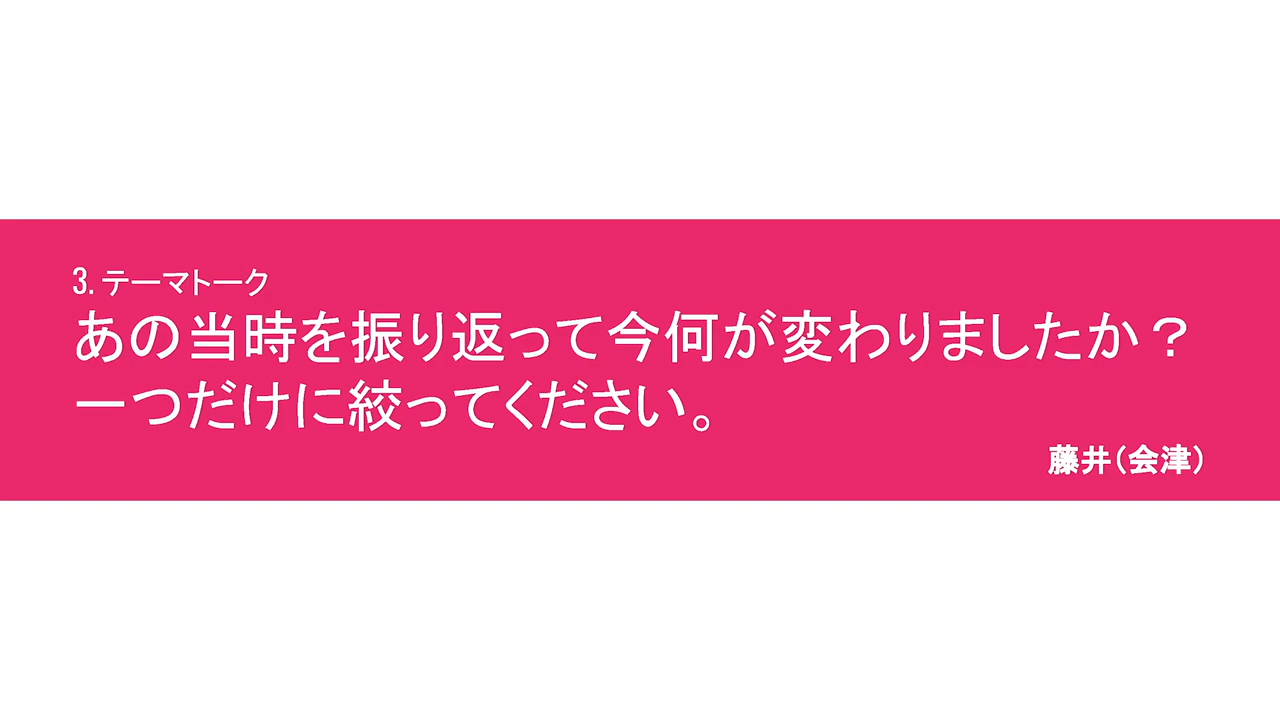 3. テーマトーク
あの当時を振り返って今何が変わりましたか？
一つだけに絞ってください。
藤井（会津）